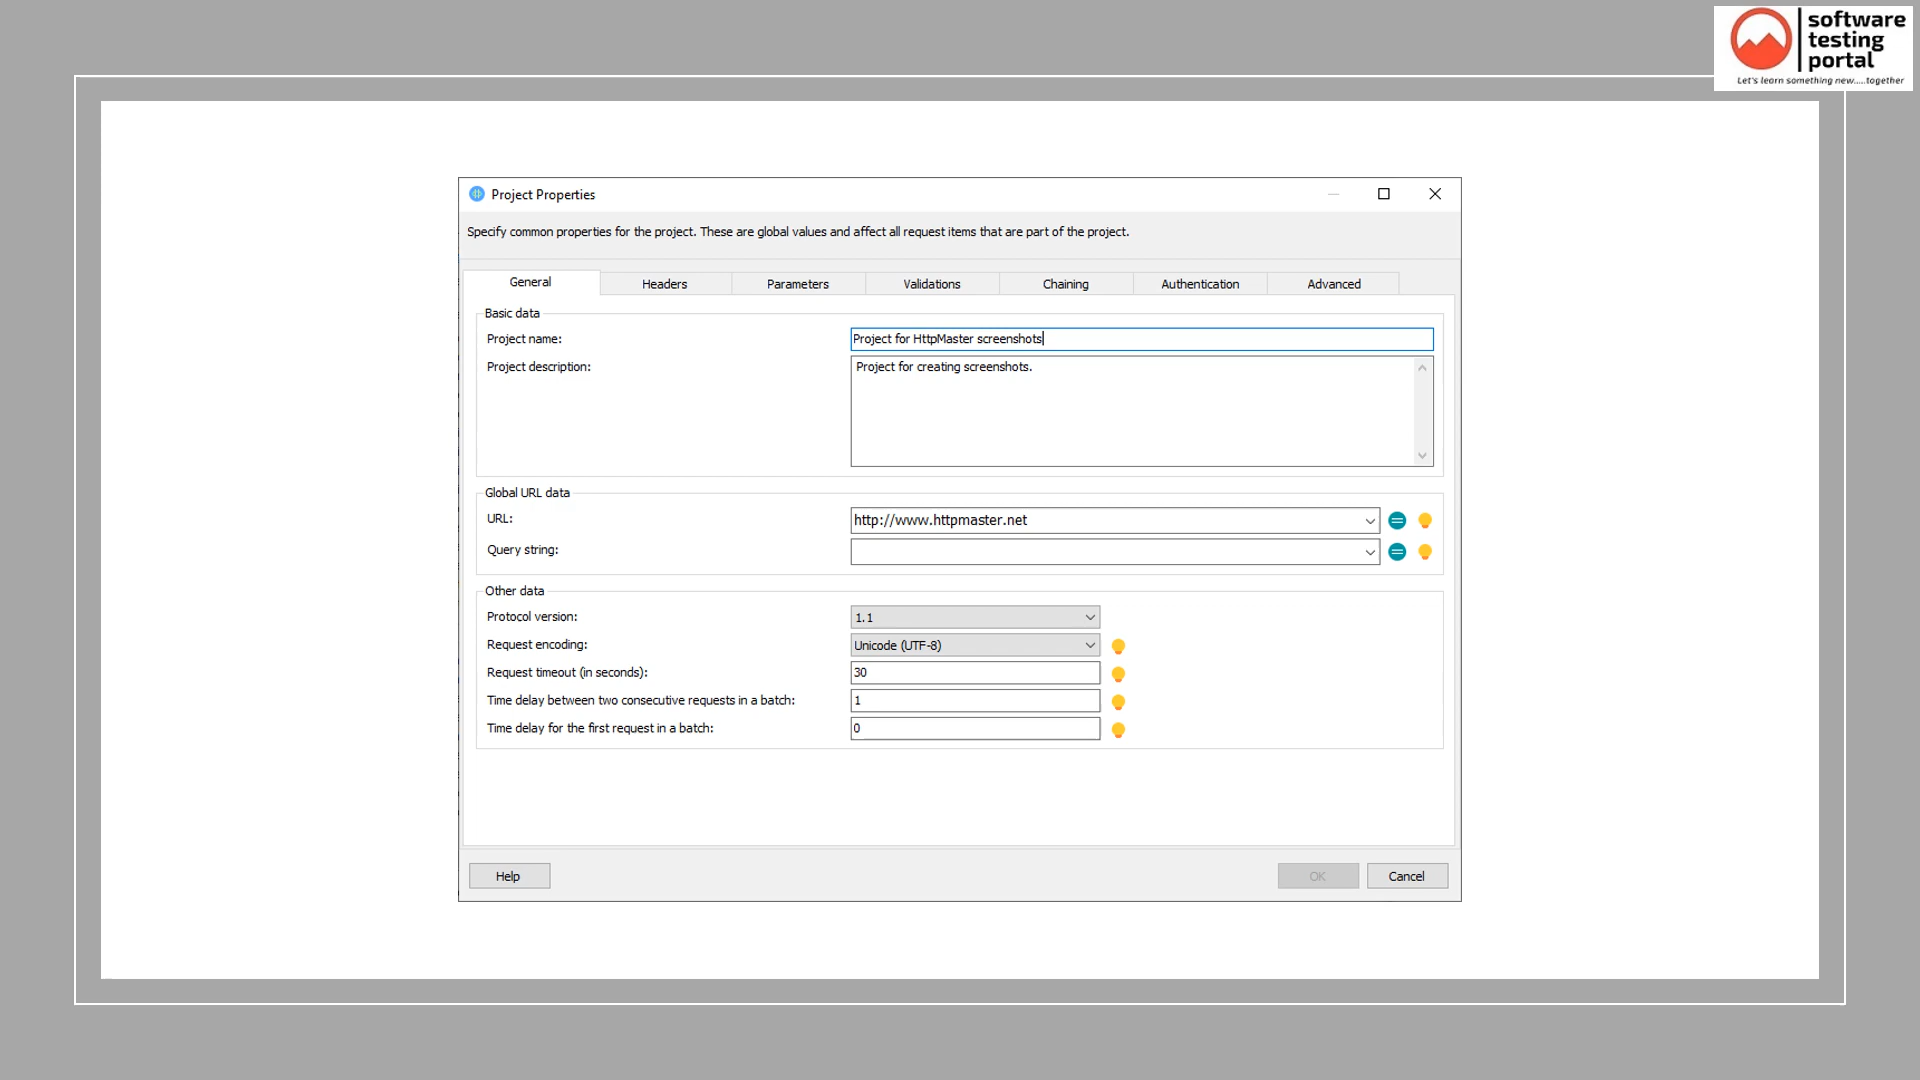 software
testing
portal
Let's learn something new.....together
Project Properties
Specify common properties for the project. These are global values and affect all request items that are part of the project.
General
Headers
Parameters
Validations
Chaining
Authentication
Advanced
Basic data
Project name:
Project for HttpMaster screenshots
Project description:
Project for creating screenshots.
Global URL data
URL:
http://www.httpmaster.net
Query string:
Other data
Protocol version:
1.1
Request encoding:
Unicode (UTF-8)
Request timeout (in seconds):
30
Time delay between two consecutive requests in a batch:
1
Time delay for the first request in a batch:
0
Help
OK
Cancel